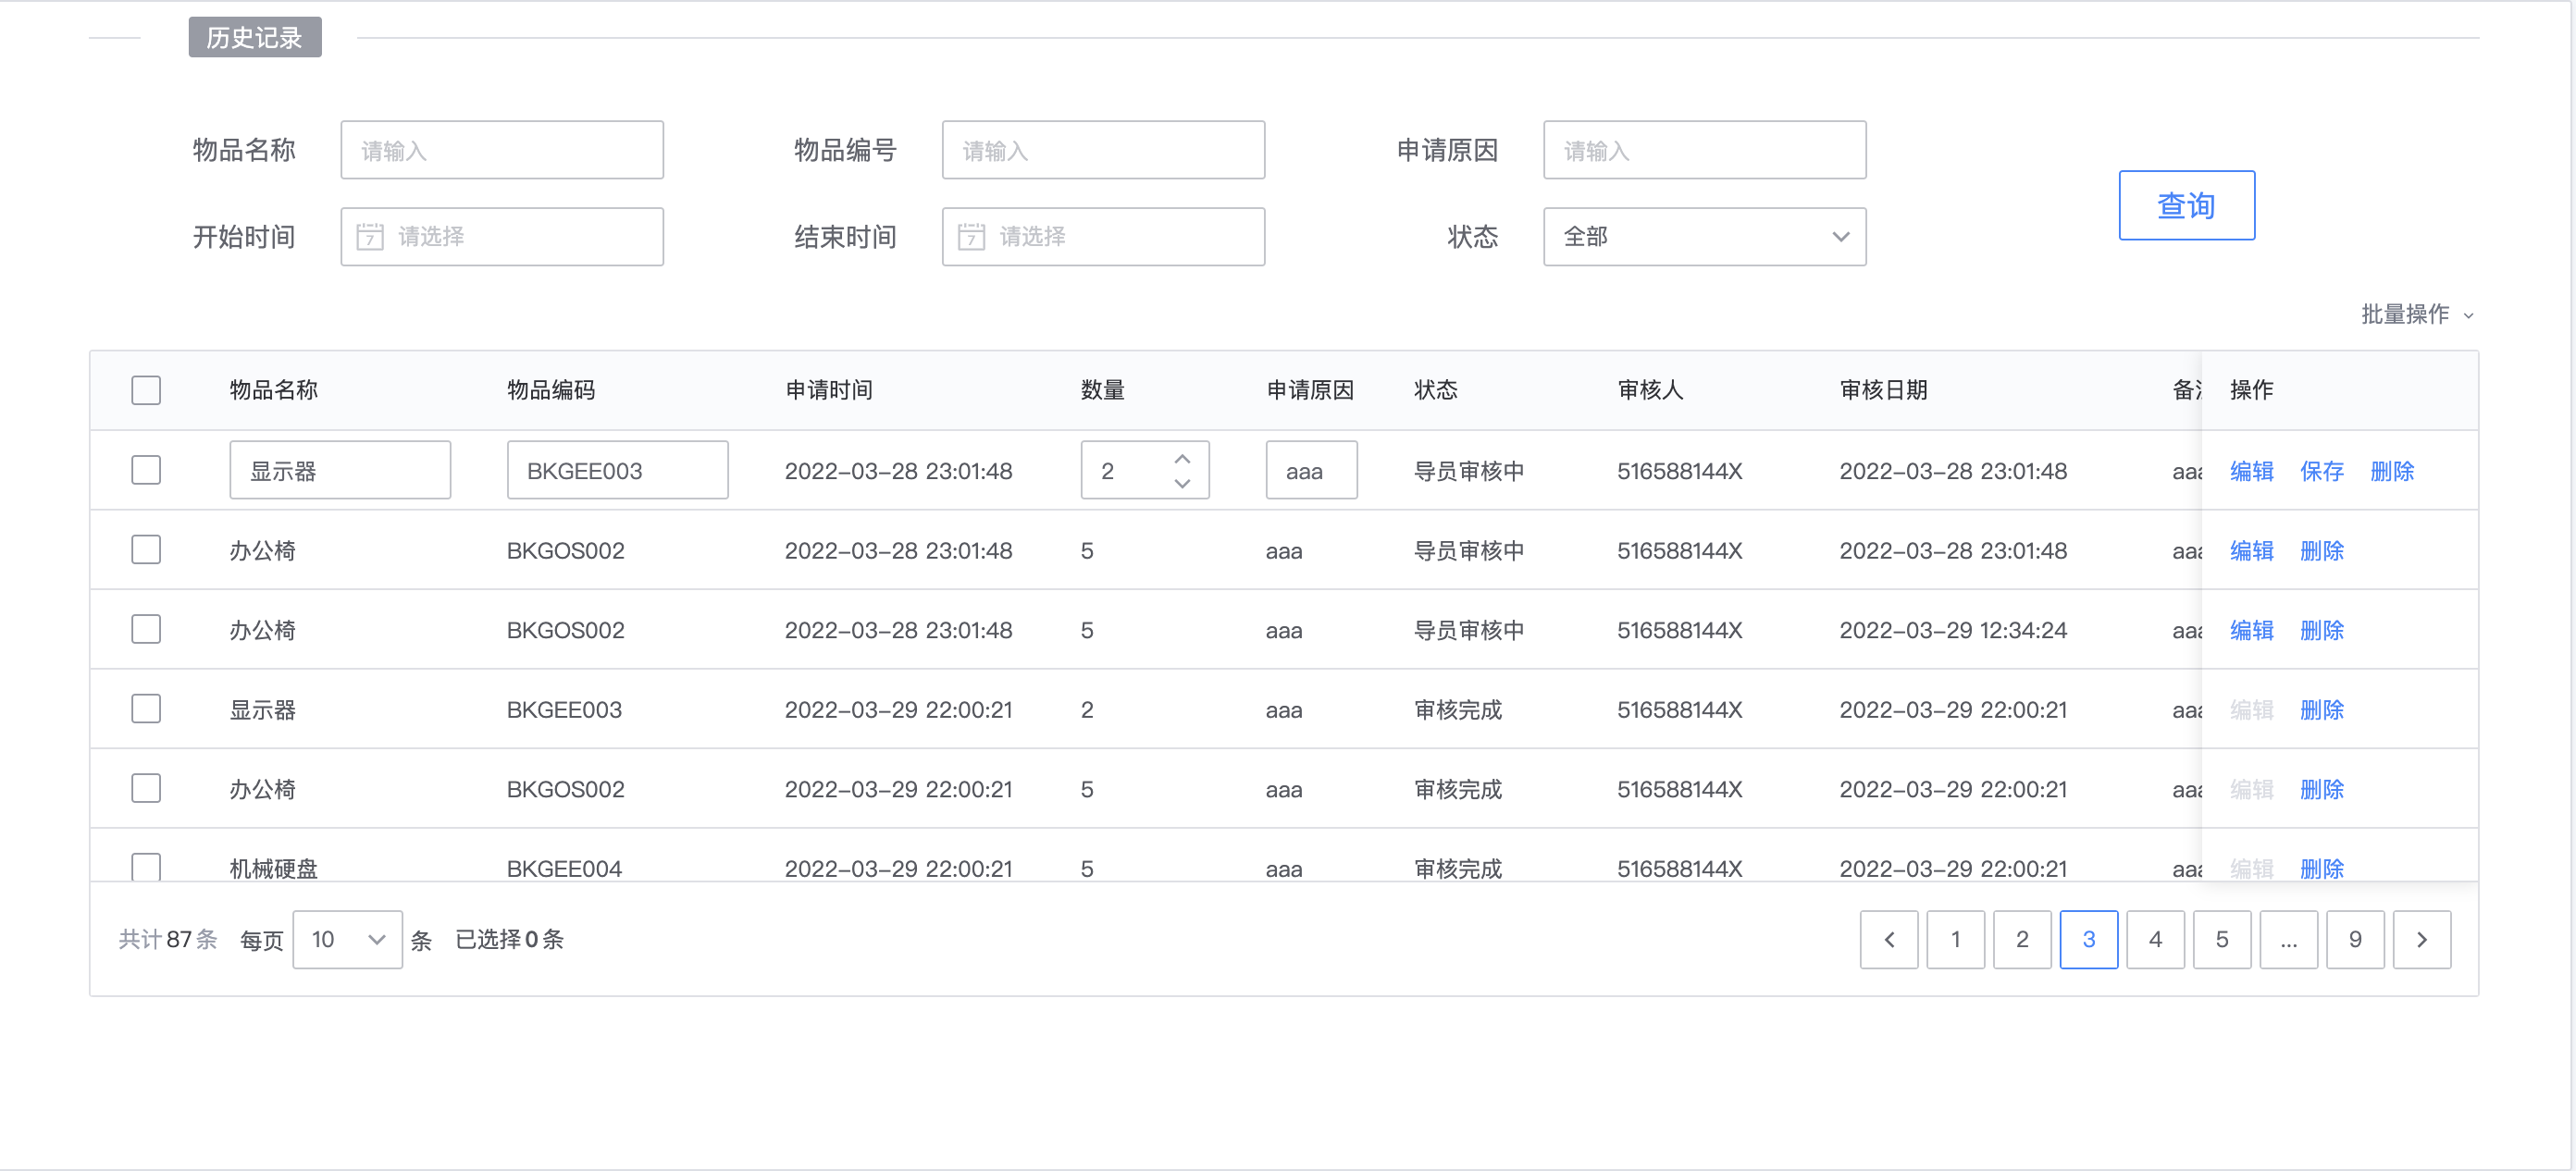 历史记录
物品名称 请输入 物品编号 请输入 申请原因 请输入
查询
开始时间 7 请选择 结束时间 7 请选择 状态 全部
批量操作
物品名称 物品编码 申请时间 数量 申请原因 状态 审核人 审核日期 备 操作
显示器 BKGEE003 2022-03-28 23:01:48 2 aaa 导员审核中 516588144X 2022-03-28 23:01:48 aaa 编辑 保存 删除
办公椅 BKGOS002 2022-03-28 23:01:48 5 aaa 导员审核中 516588144X 2022-03-28 23:01:48 aaa 编辑 删除
办公椅 BKGOS002 2022-03-28 23:01:48 5 aaa 导员审核中 516588144X 2022-03-29 12:34:24 aaa 编辑 删除
显示器 BKGEE003 2022-03-29 22:00:21 2 aaa 审核完成 516588144X 2022-03-29 22:00:21 aaa 编辑 删除
办公椅 BKGOS002 2022-03-29 22:00:21 5 aaa 审核完成 516588144X 2022-03-29 22:00:21 aaa 编辑 删除
机械硬盘 BKGEE004 2022-03-29 22:00:21 5 aaa 审核完成 516588144X 2022-03-29 22:00:21 aaa 编辑 删除
共计 87 条 每页 10 条 已选择 0 条 1 2 3 4 5 ... 9